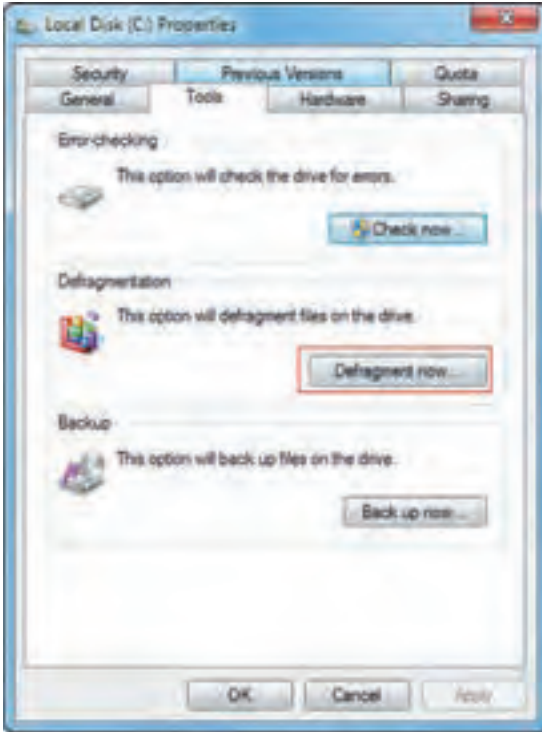 Local Disk (C:) Properties
Security Previous Versions Quota
General Tools Hardware Sharing
Error-checking
This option will check the drive for errors.
Check now...
Defragmentation
This option will defragment files on the drive.
Defragment now...
Backup
This option will back up files on the drive.
Back up now...
OK Cancel Apply